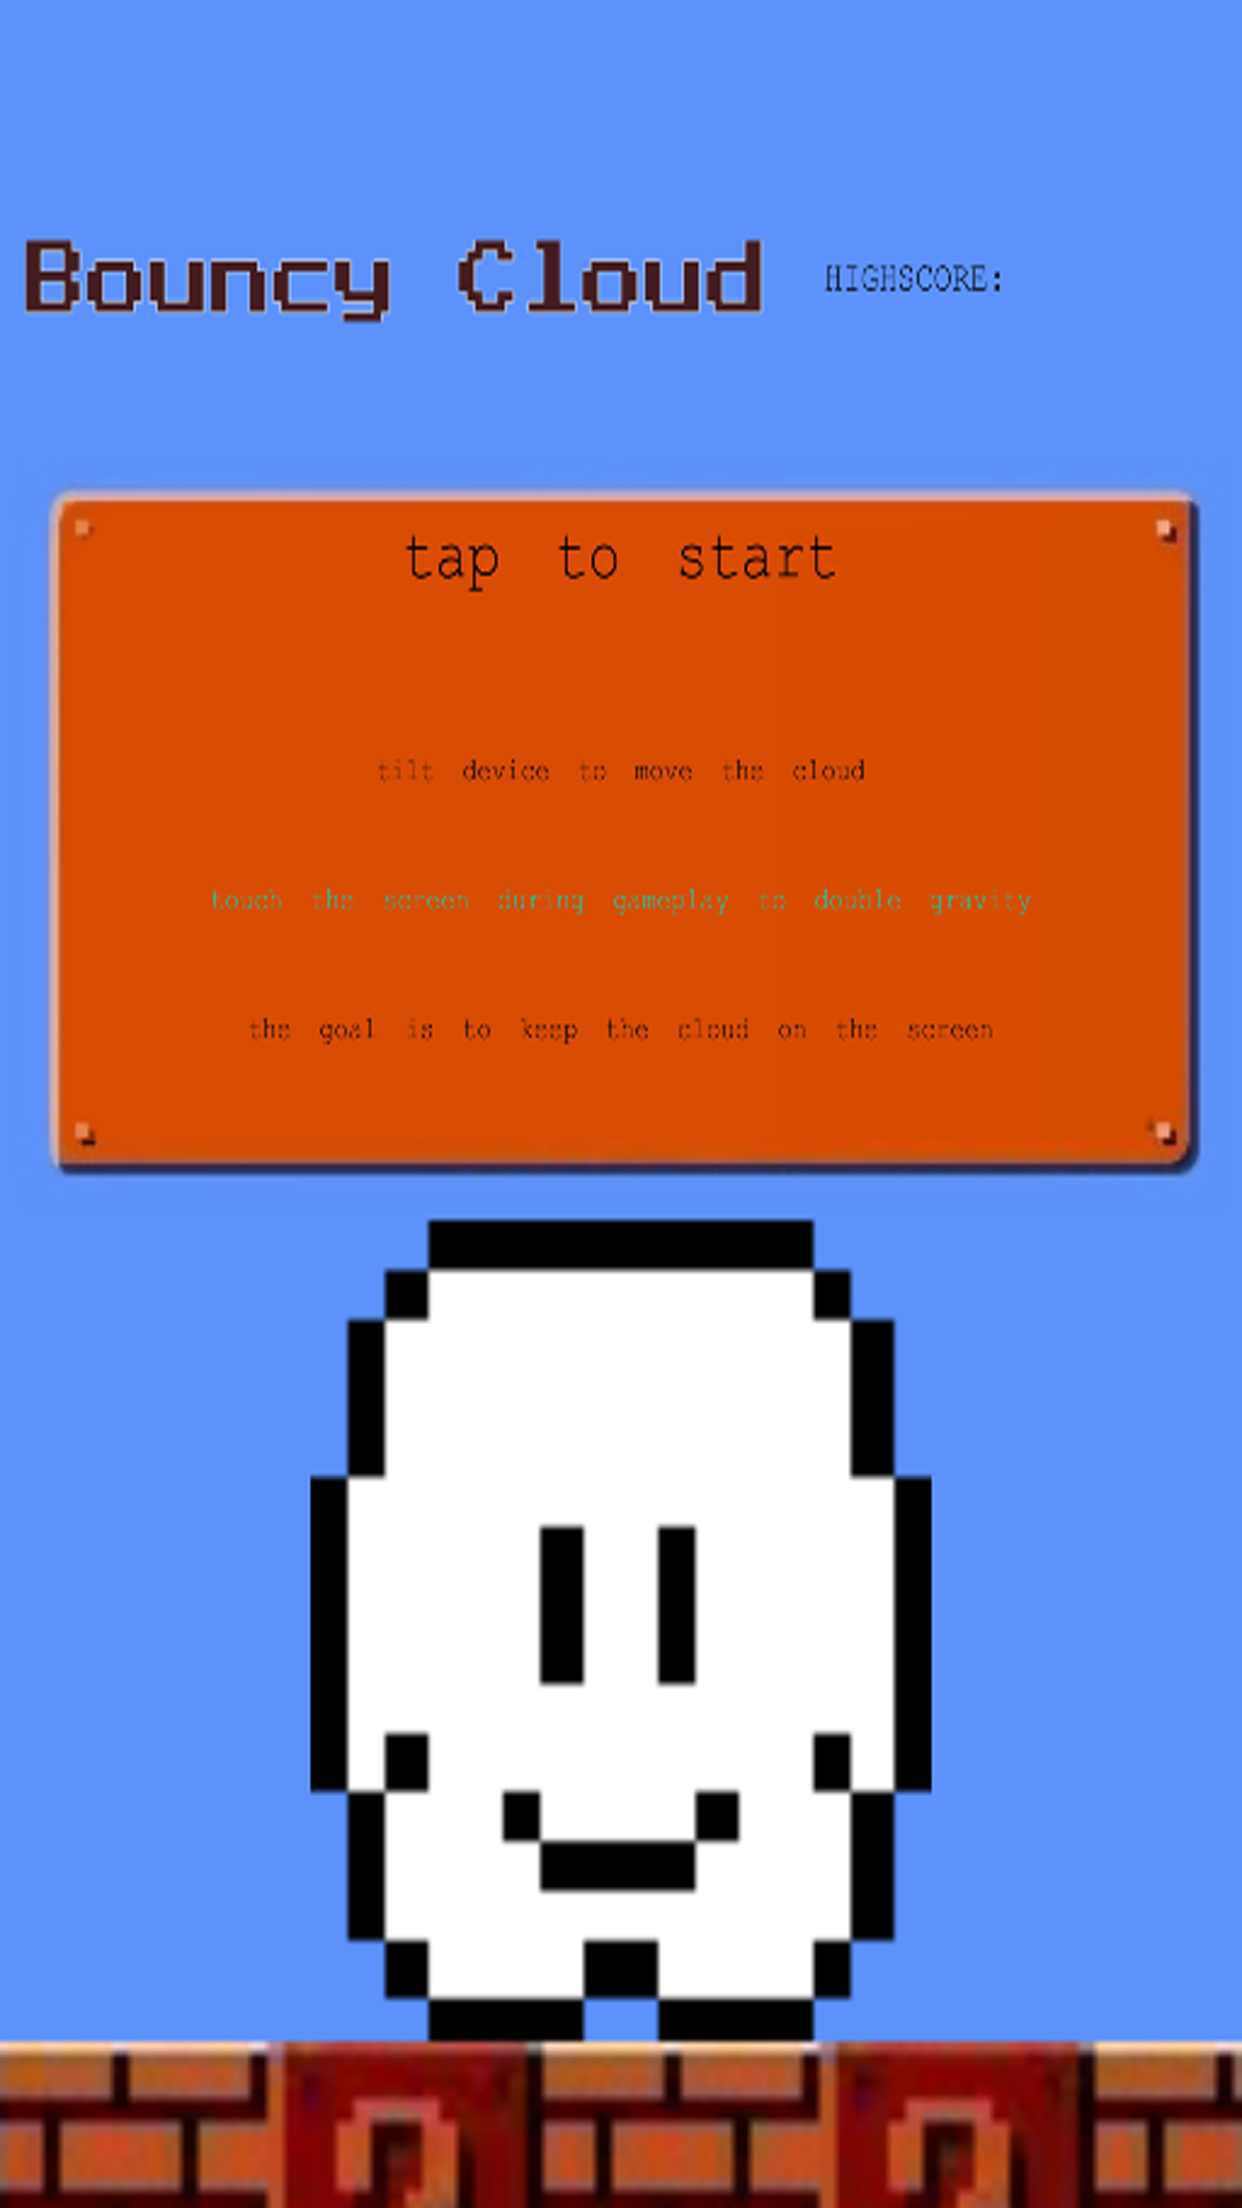 Bouncy Cloud HIGHSCORE:
tap to start
tilt device to move the cloud
touch the screen during gameplay to double gravity
the goal is to keep the cloud on the screen
? ?